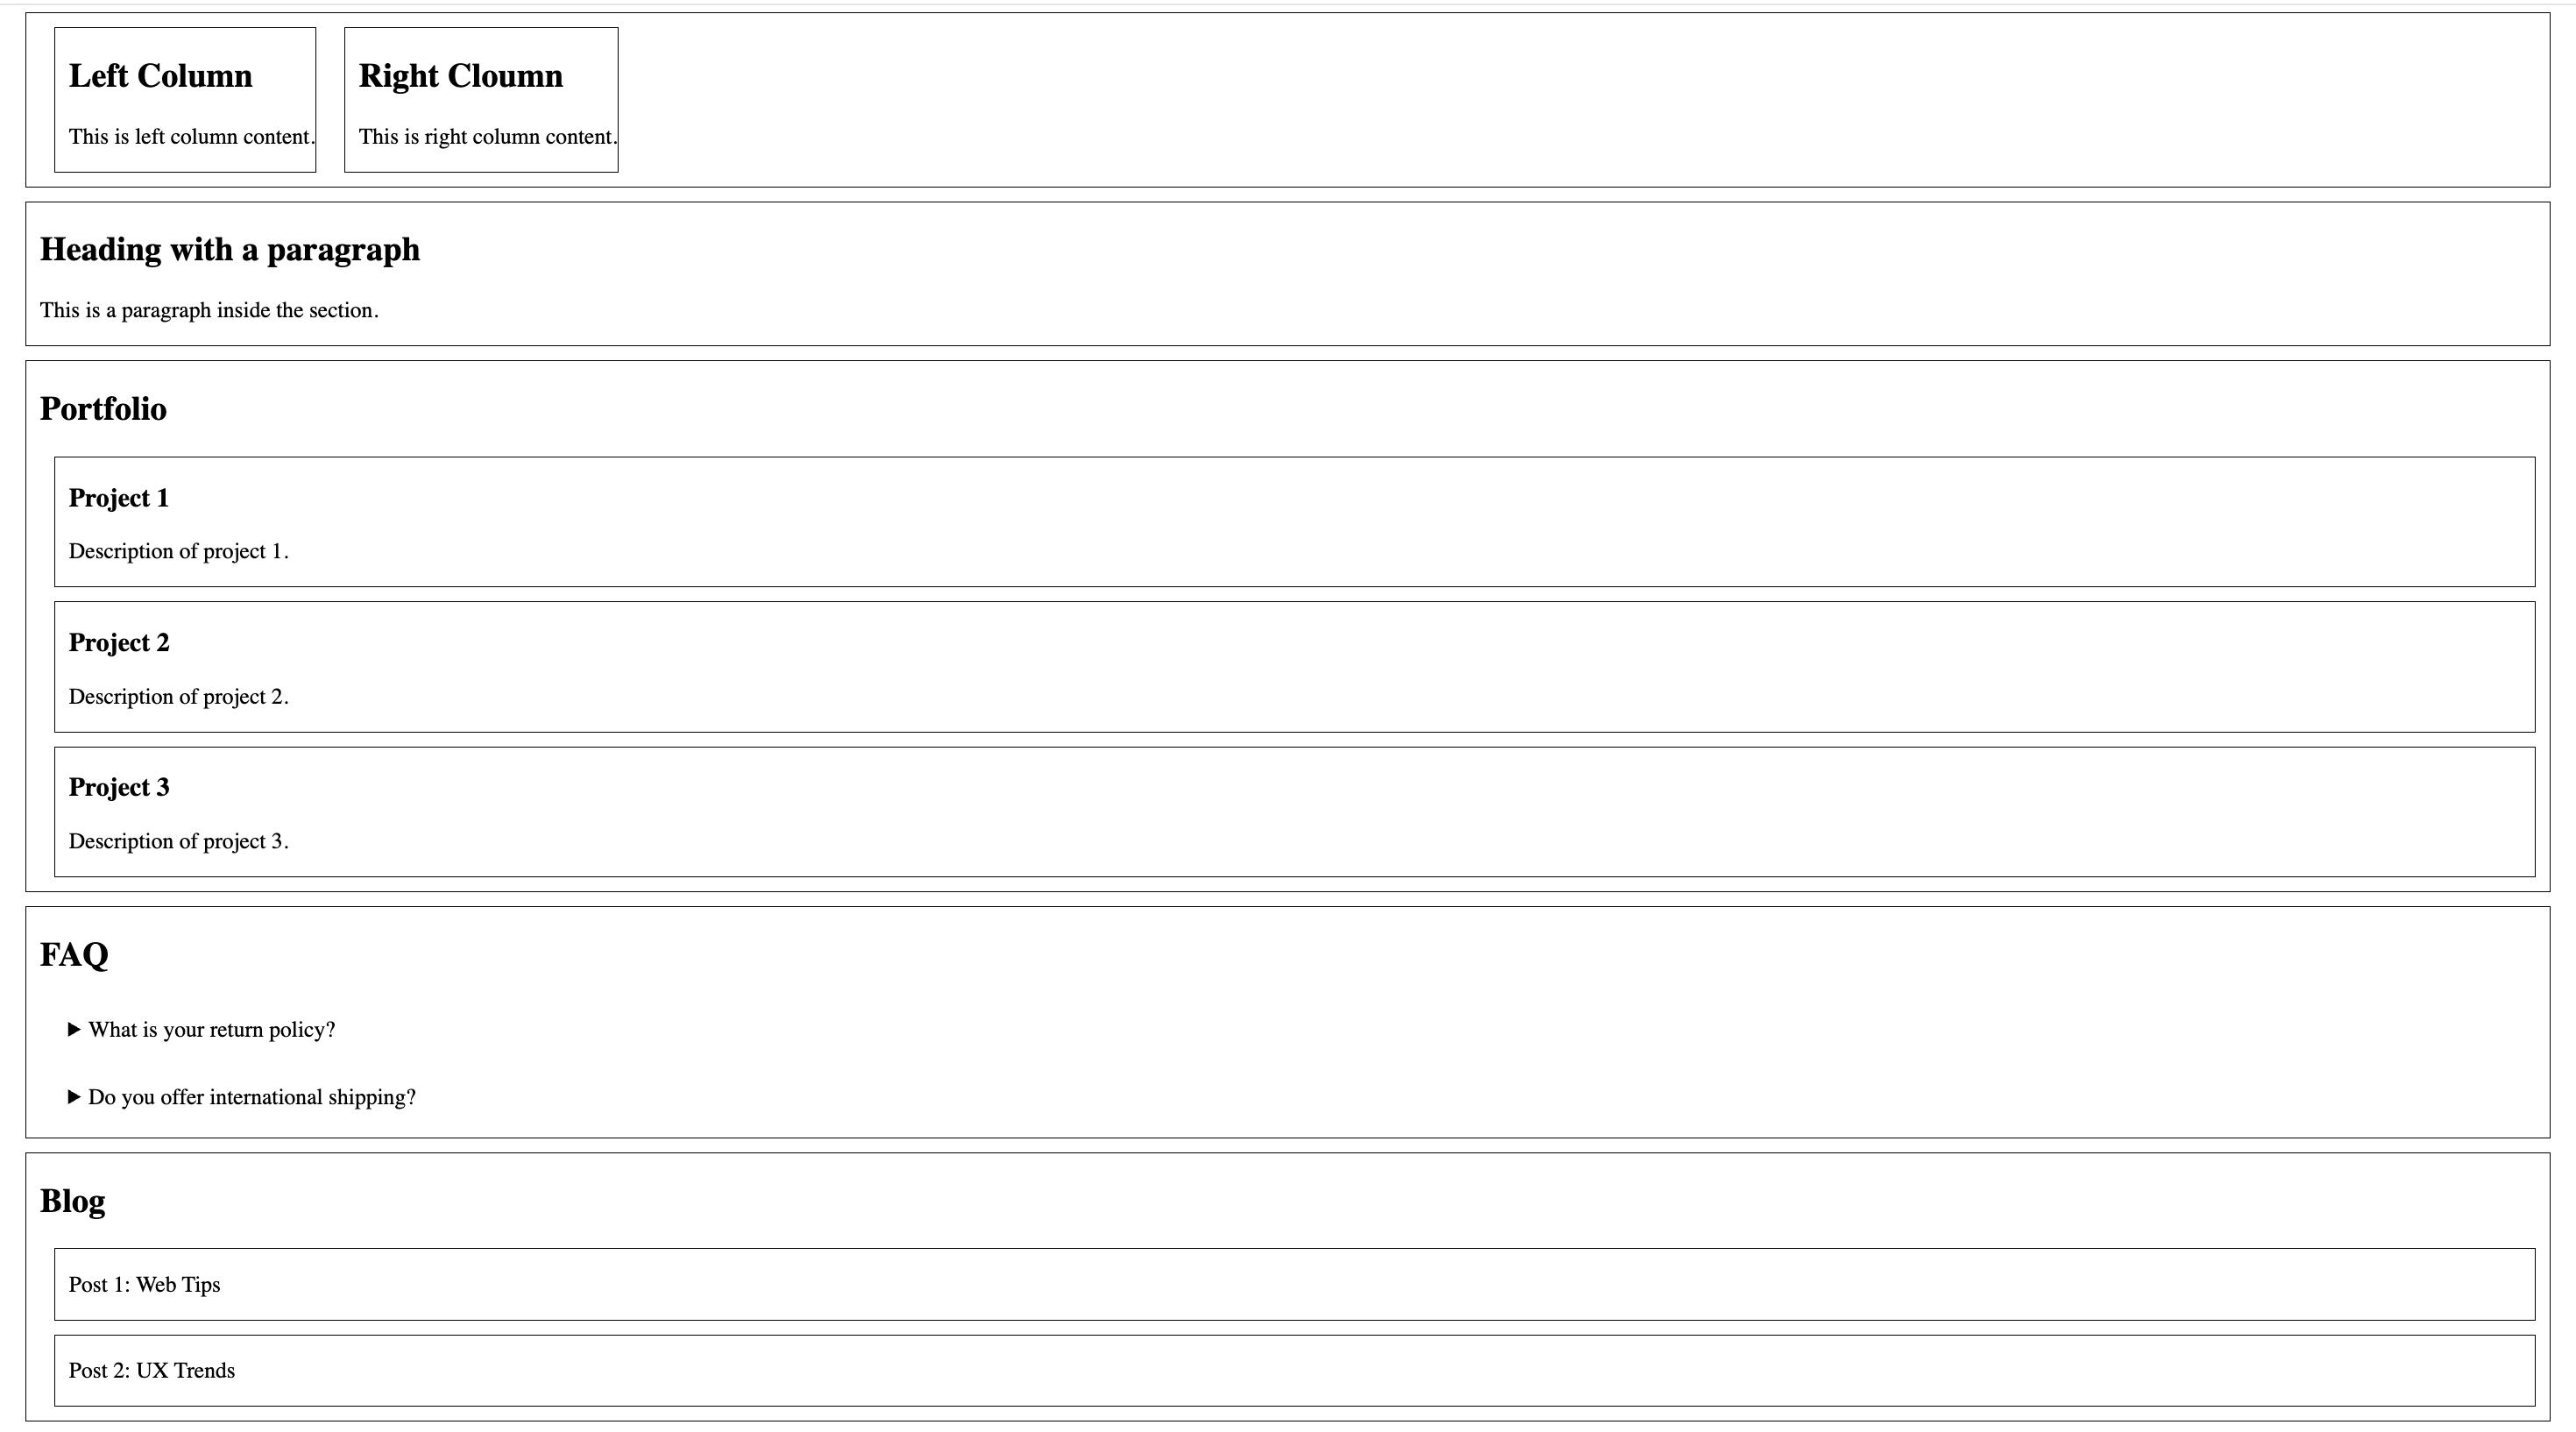 Left Column
This is left column content.
Right Cloumn
This is right column content.
Heading with a paragraph
This is a paragraph inside the section.
Portfolio
Project 1
Description of project 1.
Project 2
Description of project 2.
Project 3
Description of project 3.
FAQ
What is your return policy?
Do you offer international shipping?
Blog
Post 1: Web Tips
Post 2: UX Trends